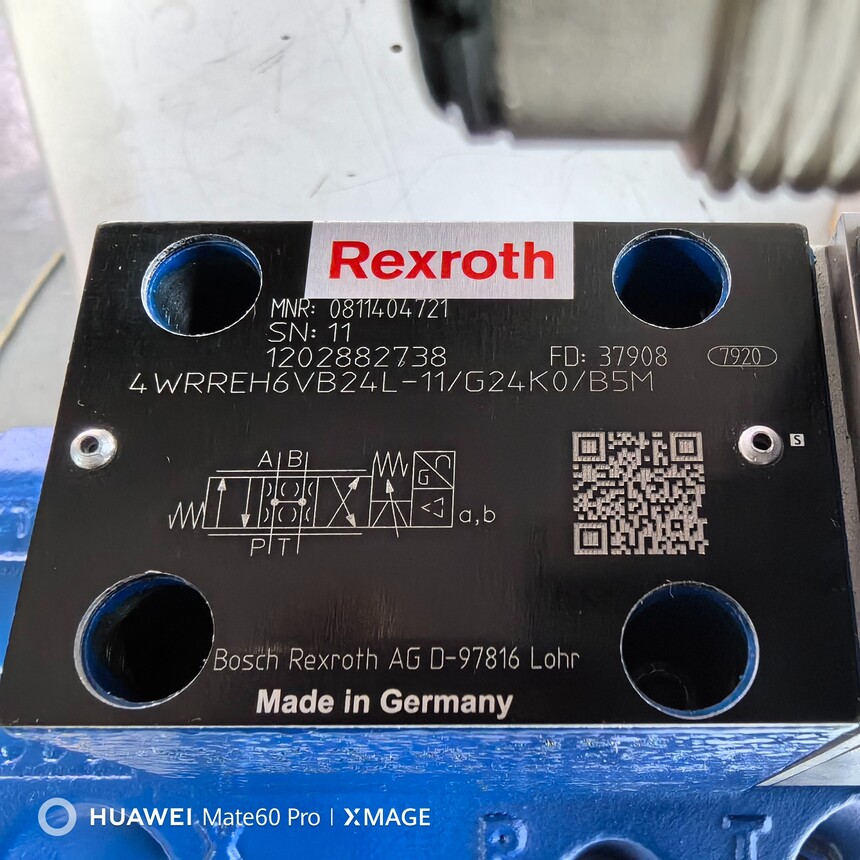 Rexroth
MNR: 0811404721
SN: 11
1202882738 FD: 37908 7920
4WRREH6VB24L-11/G24K0/B5M
S
A B
G
a,b
P T
Bosch Rexroth AG D-97816 Lohr
Made in Germany
HUAWEI Mate60 Pro | XMAGE
P T